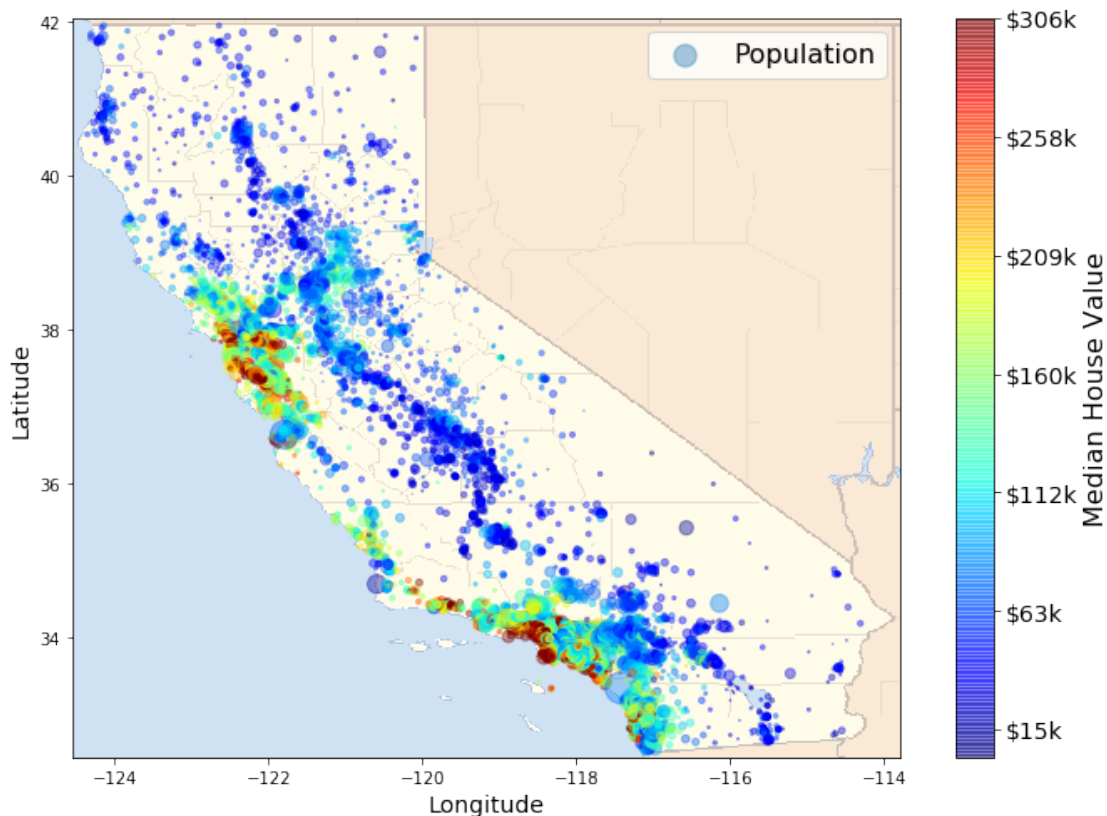 42
40
38
36
34
−124
−122
−120
−118
−116
−114
Latitude
Longitude
Population
$306k
$258k
$209k
$160k
$112k
$63k
$15k
Median House Value